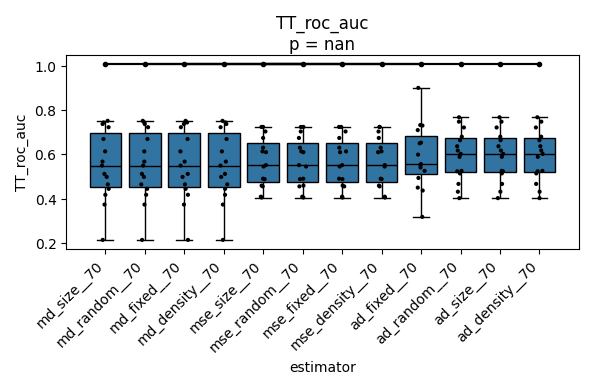 TT_roc_auc
p = nan
TT_roc_auc
1.0
0.8
0.6
0.4
0.2
md_size__70
md_random__70
md_fixed__70
md_density__70
mse_size__70
mse_random__70
mse_fixed__70
mse_density__70
ad_fixed__70
ad_random__70
ad_size__70
ad_density__70
estimator